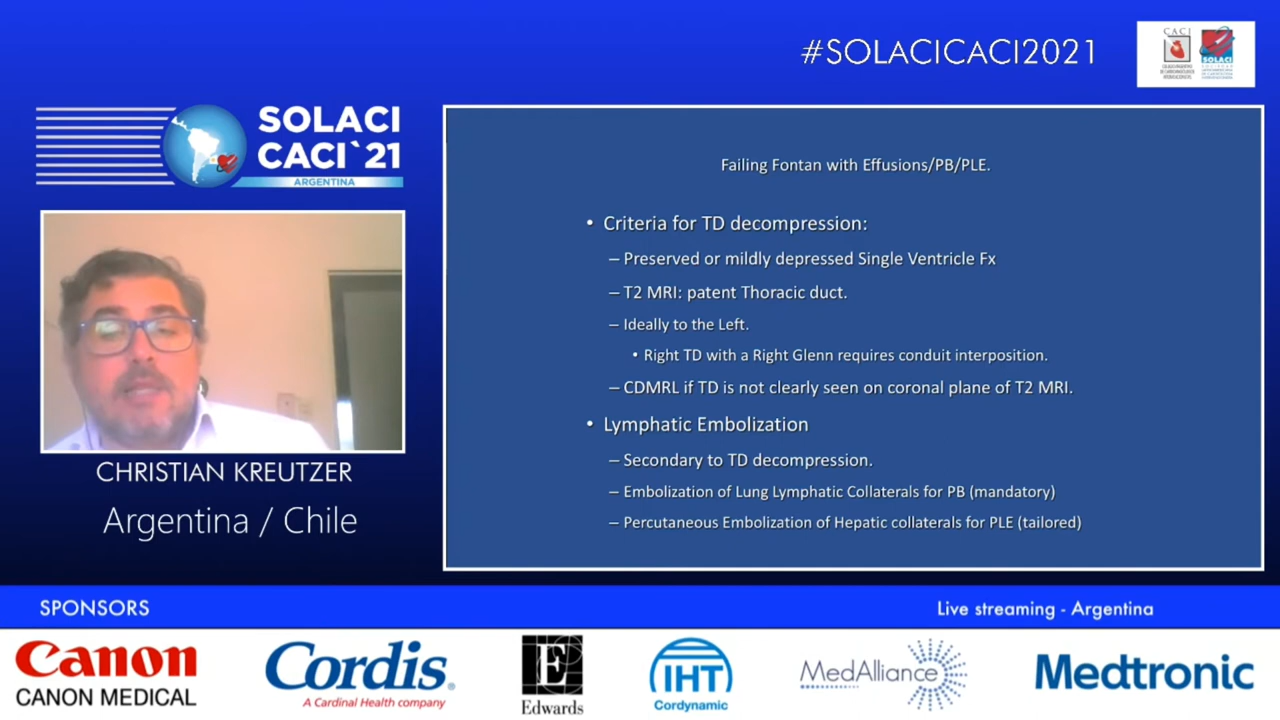 #SOLACICACI2021
CACI
SOLACI
SOLACI
CACI`21
ARGENTINA
CHRISTIAN KREUTZER
Argentina / Chile
Failing Fontan with Effusions/PB/PLE.
• Criteria for TD decompression:
– Preserved or mildly depressed Single Ventricle Fx
– T2 MRI: patent Thoracic duct.
– Ideally to the Left.
• Right TD with a Right Glenn requires conduit interposition.
– CDMRL if TD is not clearly seen on coronal plane of T2 MRI.
• Lymphatic Embolization
– Secondary to TD decompression.
– Embolization of Lung Lymphatic Collaterals for PB (mandatory)
– Percutaneous Embolization of Hepatic collaterals for PLE (tailored)
SPONSORS
Live streaming - Argentina
Canon
CANON MEDICAL
Cordis®
A Cardinal Health company
E
Edwards
IHT
Cordynamic
MedAlliance
Medtronic